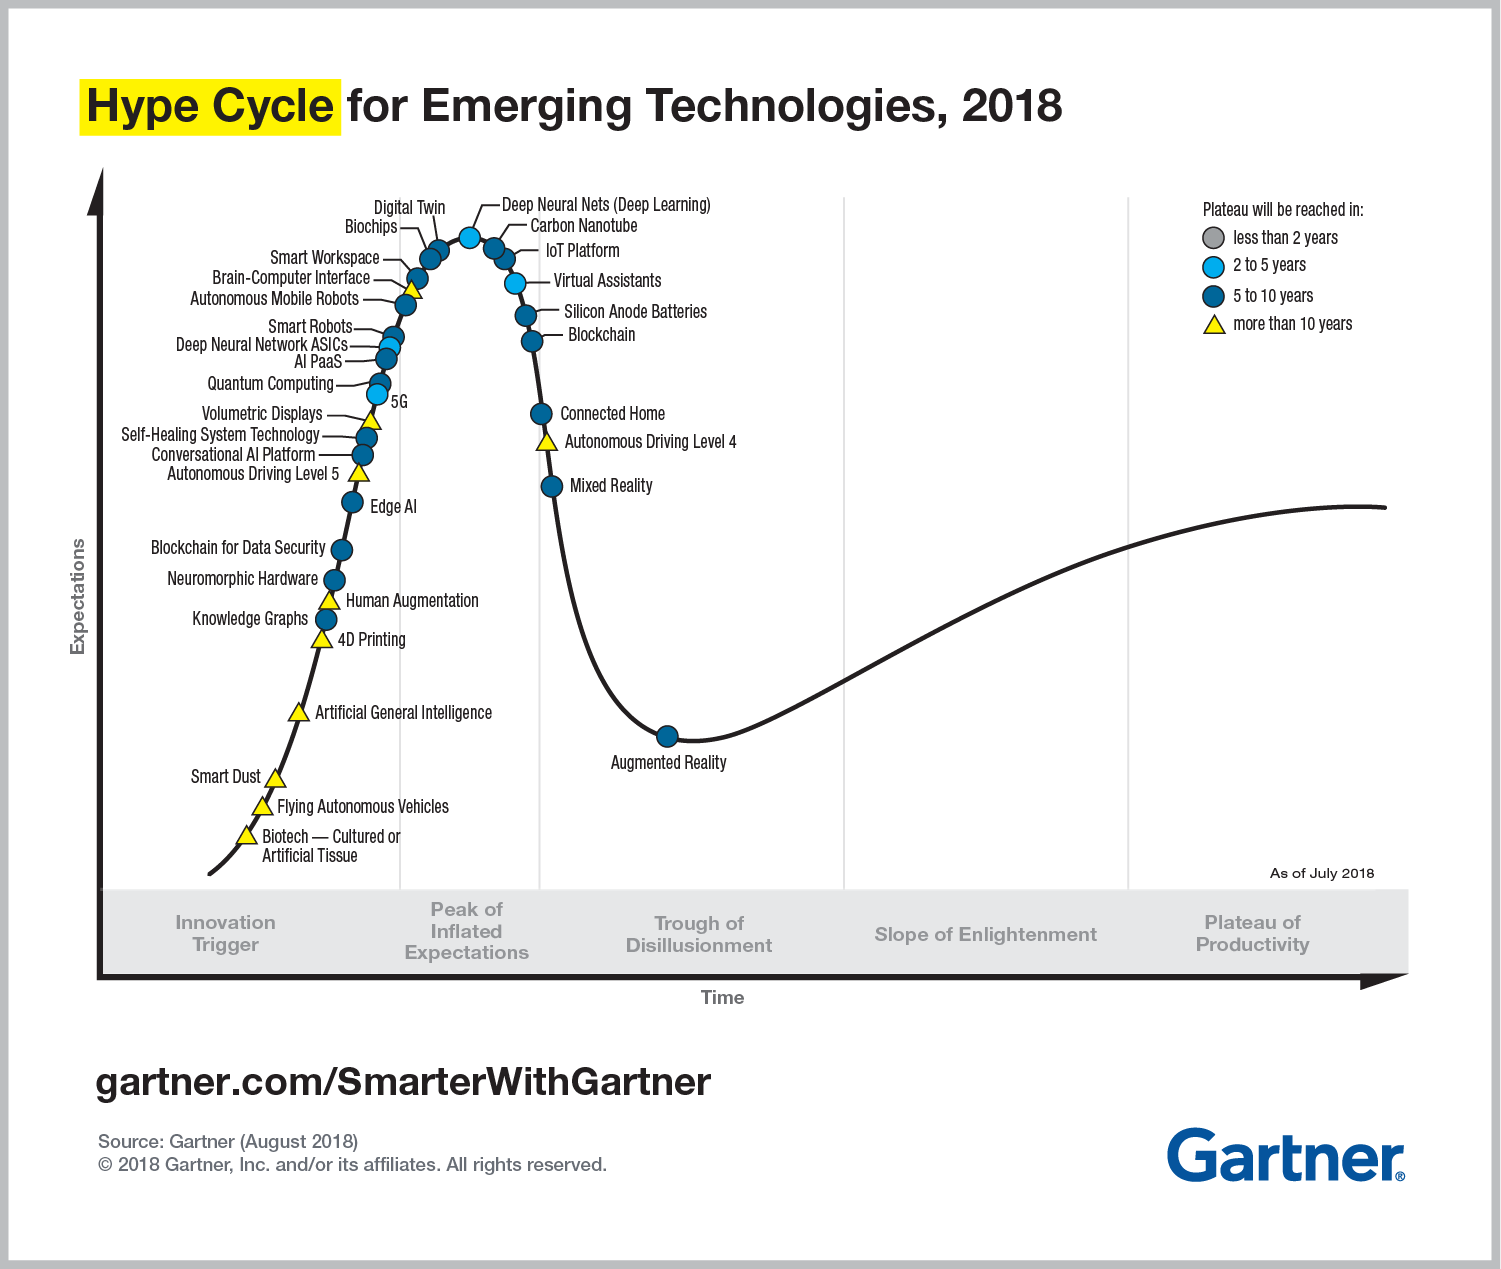 Hype Cycle for Emerging Technologies, 2018
Plateau will be reached in:
less than 2 years
2 to 5 years
5 to 10 years
more than 10 years
Expectations
Digital Twin
Biochips
Smart Workspace
Brain-Computer Interface
Autonomous Mobile Robots
Smart Robots
Deep Neural Network ASICs
AI PaaS
Quantum Computing
5G
Volumetric Displays
Self-Healing System Technology
Conversational AI Platform
Autonomous Driving Level 5
Edge AI
Blockchain for Data Security
Neuromorphic Hardware
Human Augmentation
Knowledge Graphs
4D Printing
Artificial General Intelligence
Smart Dust
Flying Autonomous Vehicles
Biotech — Cultured or
Artificial Tissue
Deep Neural Nets (Deep Learning)
Carbon Nanotube
IoT Platform
Virtual Assistants
Silicon Anode Batteries
Blockchain
Connected Home
Autonomous Driving Level 4
Mixed Reality
Augmented Reality
As of July 2018
Innovation
Trigger
Peak of
Inflated
Expectations
Trough of
Disillusionment
Slope of Enlightenment
Plateau of
Productivity
Time
gartner.com/SmarterWithGartner
Source: Gartner (August 2018)
© 2018 Gartner, Inc. and/or its affiliates. All rights reserved.
Gartner®